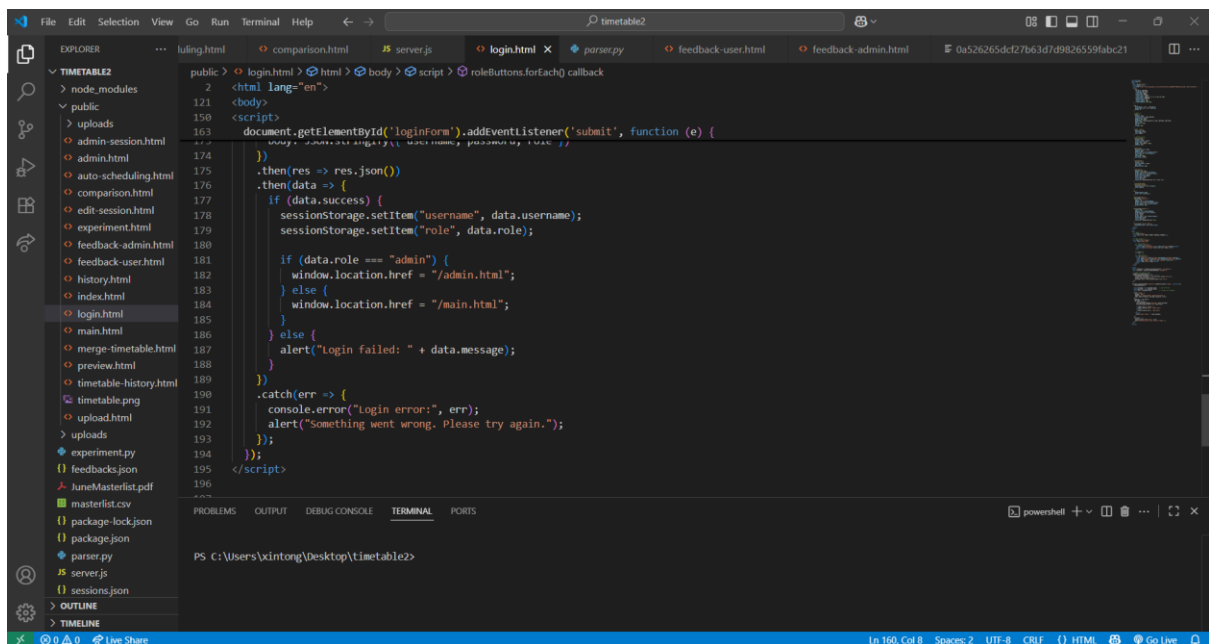 File Edit Selection View Go Run Terminal Help
timetable2
EXPLORER
TIMETABLE2
node_modules
public
uploads
admin-session.html
admin.html
auto-scheduling.html
comparison.html
edit-session.html
experiment.html
feedback-admin.html
feedback-user.html
history.html
index.html
login.html
main.html
merge-timetable.html
preview.html
timetable-history.html
timetable.png
upload.html
uploads
experiment.py
feedbacks.json
JuneMasterlist.pdf
masterlist.csv
package-lock.json
package.json
parser.py
server.js
sessions.json
OUTLINE
TIMELINE
luling.html comparison.html JS server.js login.html parser.py feedback-user.html feedback-admin.html 0a526265dcf27b63d7d9826559fabc21
public > login.html > html > body > script > roleButtons.forEach() callback
2 <html lang="en">
121 <body>
150 <script>
163 document.getElementById('loginForm').addEventListener('submit', function (e) {
173 body: JSON.stringify({ username, password, role })
174 })
175 .then(res => res.json())
176 .then(data => {
177 if (data.success) {
178 sessionStorage.setItem("username", data.username);
179 sessionStorage.setItem("role", data.role);
180
181 if (data.role === "admin") {
182 window.location.href = "/admin.html";
183 } else {
184 window.location.href = "/main.html";
185 }
186 } else {
187 alert("Login failed: " + data.message);
188 }
189 })
190 .catch(err => {
191 console.error("Login error:", err);
192 alert("Something went wrong. Please try again.");
193 });
194 });
195 </script>
196
PROBLEMS OUTPUT DEBUG CONSOLE TERMINAL PORTS
powershell
PS C:\Users\xintong\Desktop\timetable2>
0 0 0 Live Share
Ln 160, Col 8 Spaces: 2 UTF-8 CRLF {} HTML Go Live